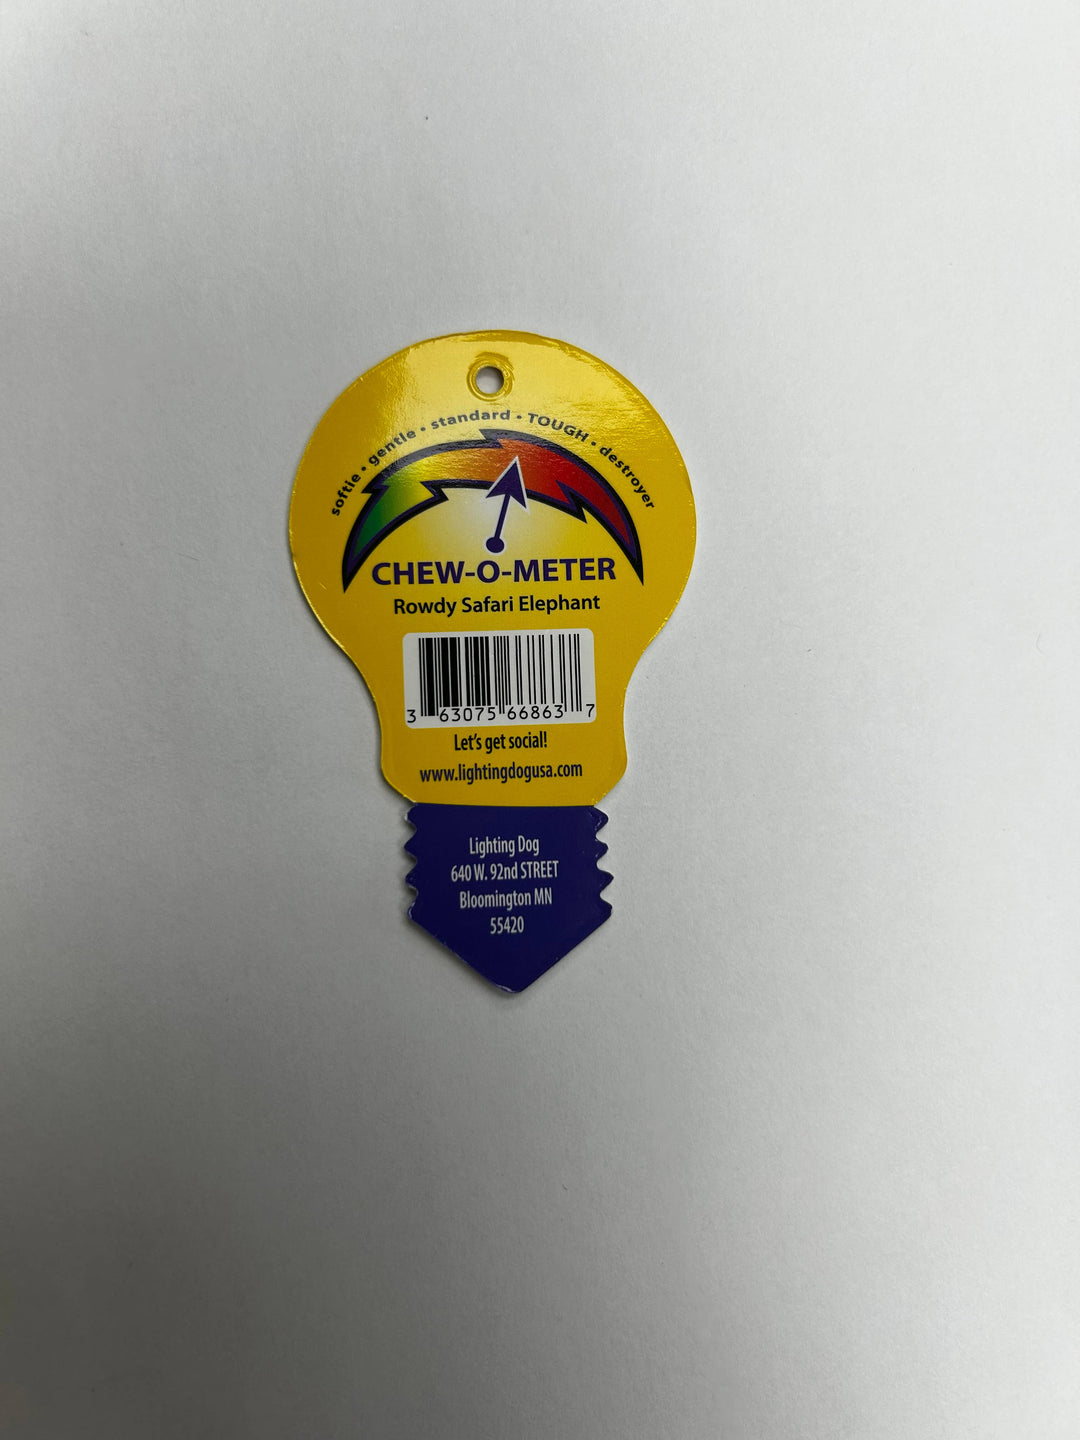 softie • gentle • standard • TOUGH • destroyer
CHEW-O-METER
Rowdy Safari Elephant
3 63075 66863 7
Let's get social!
www.lightingdogusa.com
Lighting Dog
640 W. 92nd STREET
Bloomington MN
55420